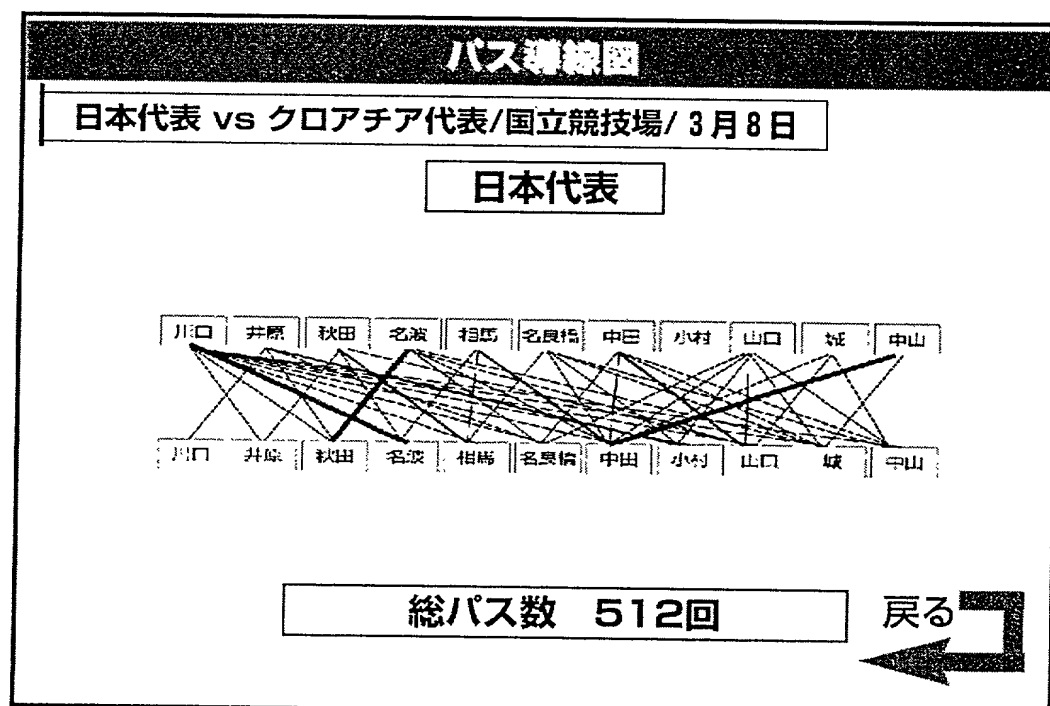 パス導線図
日本代表 vs クロアチア代表/国立競技場/ 3月8日
日本代表
川口 井原 秋田 名波 相馬 名良橋 中田 小村 山口 城 中山
川口 井原 秋田 名波 相馬 名良橋 中田 小村 山口 城 中山
総パス数 512回
戻る